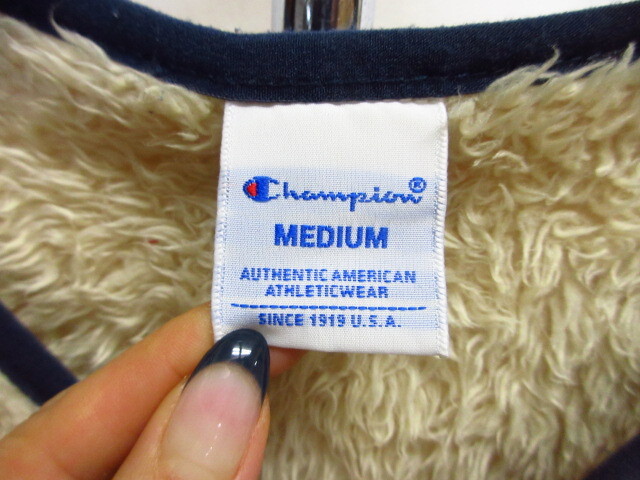 Champion®
MEDIUM
AUTHENTIC AMERICAN
ATHLETICWEAR
SINCE 1919 U.S.A.